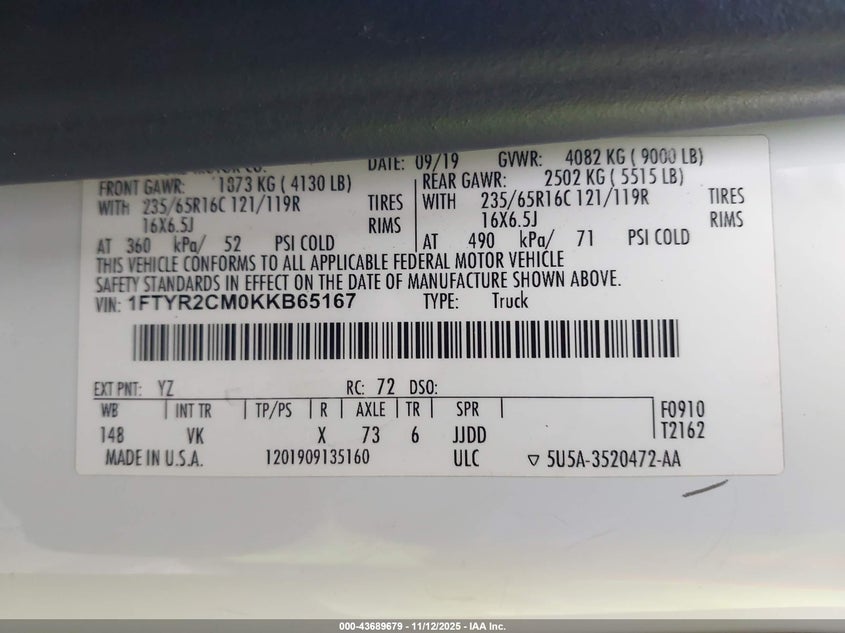 MOTOR CO. DATE: 09/19 GVWR: 4082 KG ( 9000 LB)
FRONT GAWR: 1873 KG ( 4130 LB) REAR GAWR: 2502 KG ( 5515 LB)
WITH 235/65R16C 121/119R TIRES WITH 235/65R16C 121/119R TIRES
16X6.5J RIMS 16X6.5J RIMS
AT 360 kPa/ 52 PSI COLD AT 490 kPa/ 71 PSI COLD
THIS VEHICLE CONFORMS TO ALL APPLICABLE FEDERAL MOTOR VEHICLE
SAFETY STANDARDS IN EFFECT ON THE DATE OF MANUFACTURE SHOWN ABOVE.
VIN: 1FTYR2CM0KKB65167 TYPE: Truck
EXT PNT: YZ RC: 72 DSO:
WB INT TR TP/PS R AXLE TR SPR F0910
148 VK X 73 6 JJDD T2162
MADE IN U.S.A. 1201909135160 ULC ▽ 5U5A-3520472-AA
000-43689679 - 11/12/2025 - IAA Inc.